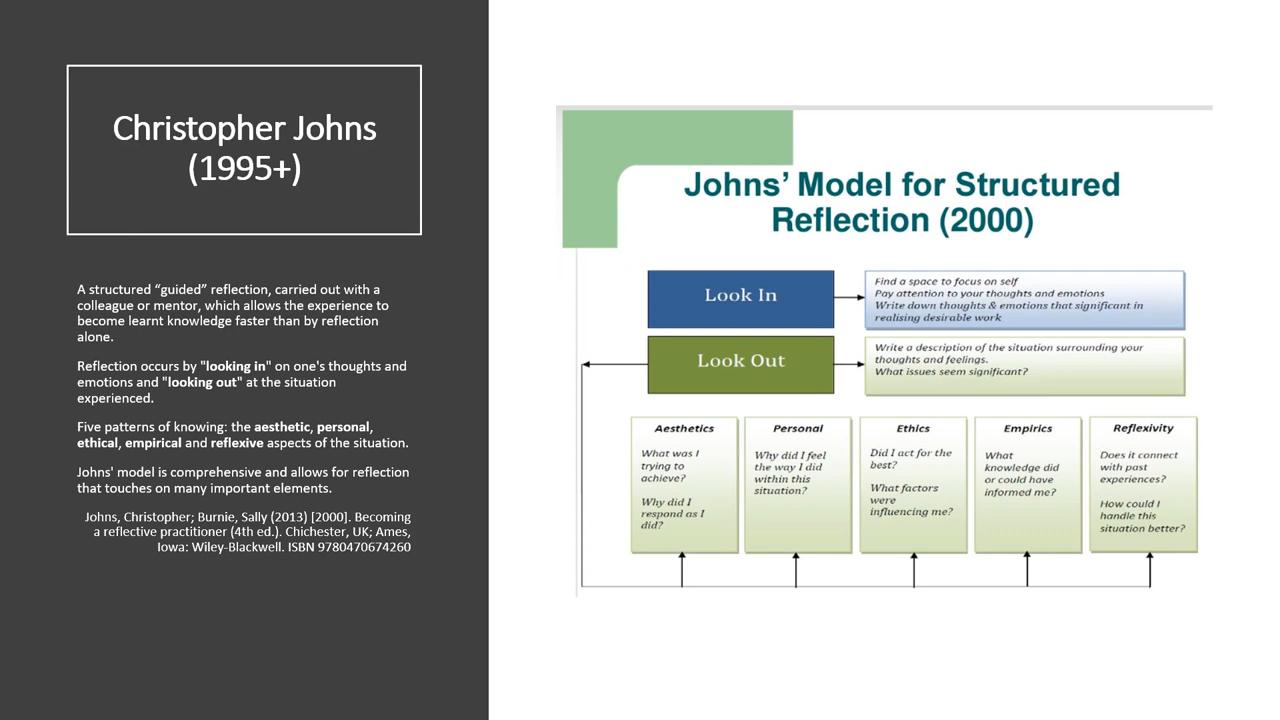 Christopher Johns
(1995+)
A structured “guided” reflection, carried out with a
colleague or mentor, which allows the experience to
become learnt knowledge faster than by reflection
alone.
Reflection occurs by "looking in" on one's thoughts and
emotions and "looking out" at the situation
experienced.
Five patterns of knowing: the aesthetic, personal,
ethical, empirical and reflexive aspects of the situation.
Johns' model is comprehensive and allows for reflection
that touches on many important elements.
Johns, Christopher; Burnie, Sally (2013) [2000]. Becoming
a reflective practitioner (4th ed.). Chichester, UK; Ames,
Iowa: Wiley-Blackwell. ISBN 9780470674260
Johns’ Model for Structured
Reflection (2000)
Look In
Find a space to focus on self
Pay attention to your thoughts and emotions
Write down thoughts & emotions that significant in
realising desirable work
Look Out
Write a description of the situation surrounding your
thoughts and feelings.
What issues seem significant?
Aesthetics
What was I
trying to
achieve?
Why did I
respond as I
did?
Personal
Why did I feel
the way I did
within this
situation?
Ethics
Did I act for the
best?
What factors
were
influencing me?
Empirics
What
knowledge did
or could have
informed me?
Reflexivity
Does it connect
with past
experiences?
How could I
handle this
situation better?